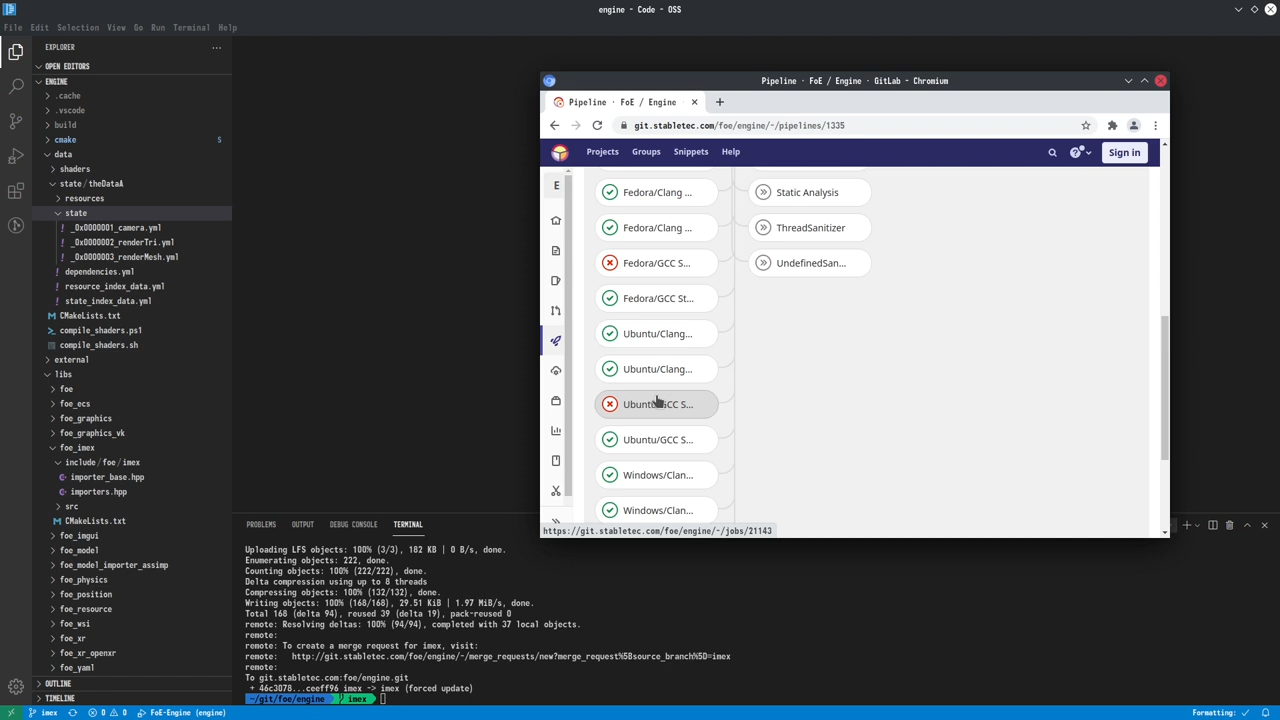 engine - Code - OSS
File Edit Selection View Go Run Terminal Help
EXPLORER ...
OPEN EDITORS
ENGINE
.cache
.vscode
build
cmake S
data
shaders
state/theDataA
resources
state
_0x0000001_camera.yml
_0x0000002_renderTri.yml
_0x0000003_renderMesh.yml
dependencies.yml
resource_index_data.yml
state_index_data.yml
CMakeLists.txt
compile_shaders.ps1
compile_shaders.sh
external
libs
foe
foe_ecs
foe_graphics
foe_graphics_vk
foe_imex
include/foe/imex
importer_base.hpp
importers.hpp
src
CMakeLists.txt
foe_imgui
foe_model
foe_model_importer_assimp
foe_physics
foe_position
foe_resource
foe_wsi
foe_xr
foe_xr_openxr
foe_yaml
OUTLINE
TIMELINE
Pipeline · FoE / Engine · GitLab - Chromium
Pipeline · FoE / Engine
git.stabletec.com/foe/engine/-/pipelines/1335
Projects Groups Snippets Help Sign in
E
Fedora/Clang ... Static Analysis
Fedora/Clang ... ThreadSanitizer
Fedora/GCC S... UndefinedSan...
Fedora/GCC St...
Ubuntu/Clang...
Ubuntu/Clang...
Ubuntu/GCC S...
Ubuntu/GCC S...
Windows/Clan...
Windows/Clan...
https://git.stabletec.com/foe/engine/-/jobs/21143
PROBLEMS OUTPUT DEBUG CONSOLE TERMINAL
Uploading LFS objects: 100% (3/3), 182 KB | 0 B/s, done.
Enumerating objects: 222, done.
Counting objects: 100% (222/222), done.
Delta compression using up to 8 threads
Compressing objects: 100% (132/132), done.
Writing objects: 100% (168/168), 29.51 KiB | 1.97 MiB/s, done.
Total 168 (delta 94), reused 39 (delta 19), pack-reused 0
remote: Resolving deltas: 100% (94/94), completed with 37 local objects.
remote:
remote: To create a merge request for imex, visit:
remote:   http://git.stabletec.com/foe/engine/-/merge_requests/new?merge_request%5Bsource_branch%5D=imex
remote:
To git.stabletec.com:foe/engine.git
+ 46c3078...ceeff96 imex -> imex (forced update)
~/git/foe/engine imex
imex 0 0 FoE-Engine (engine) Formatting: ✓